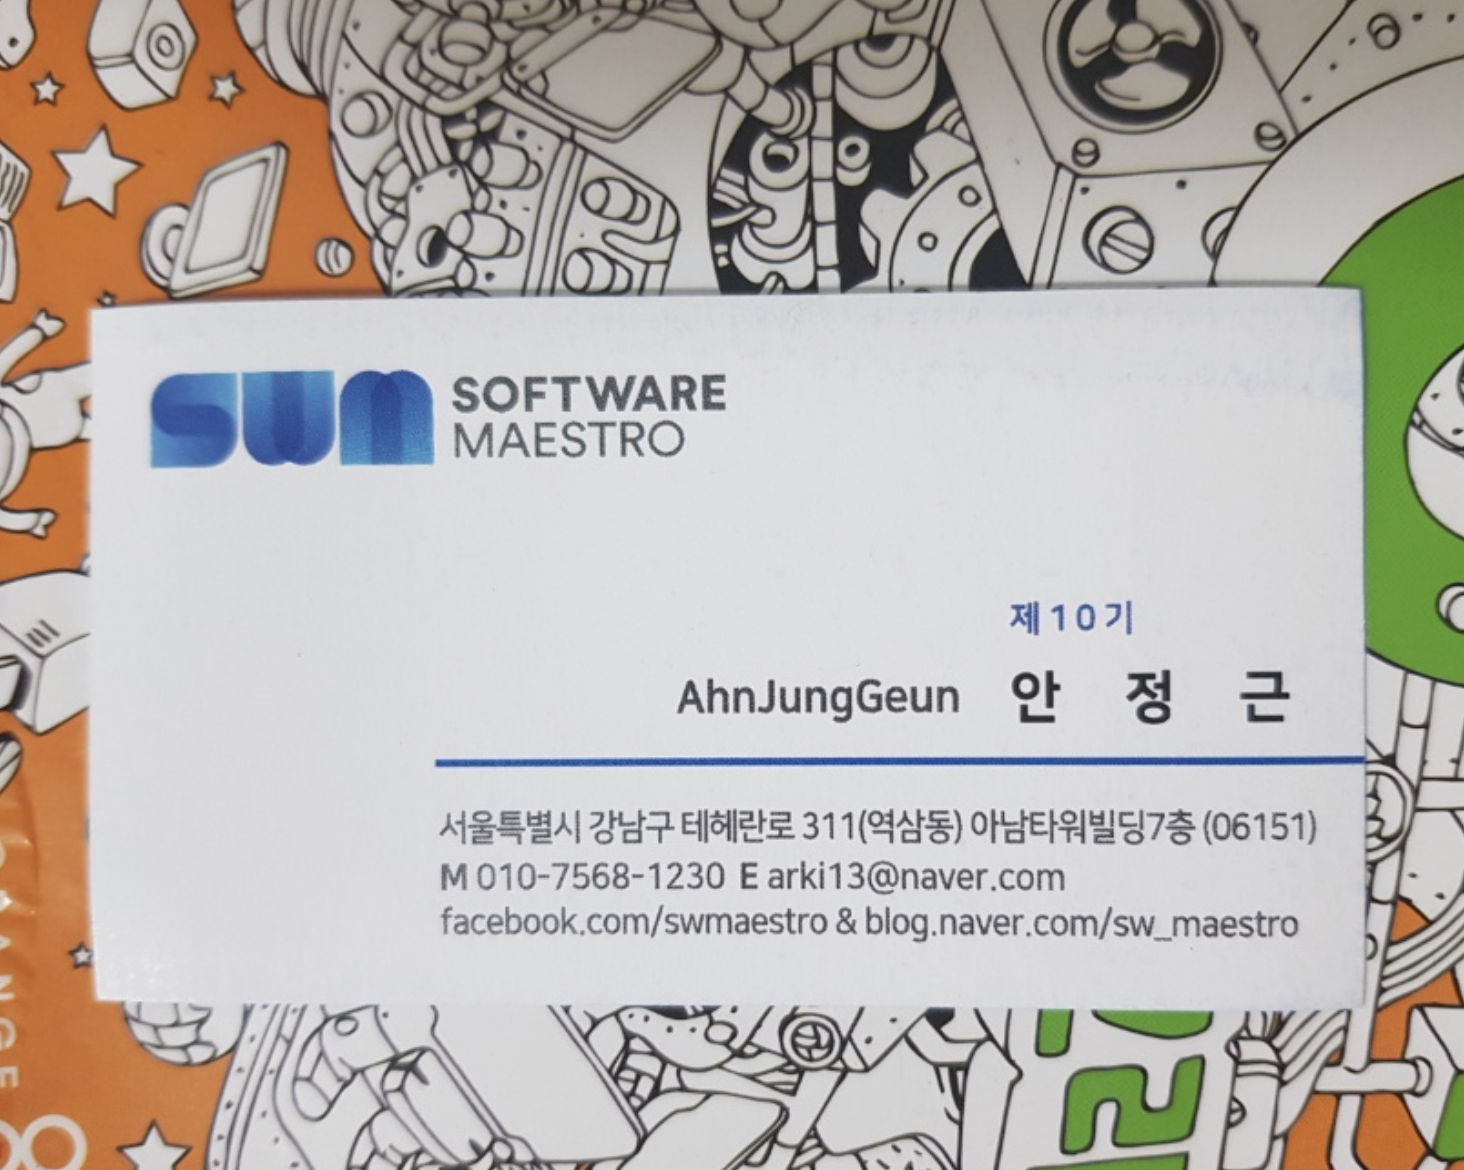 SWM SOFTWARE
MAESTRO
제10기
AhnJungGeun 안 정 근
서울특별시 강남구 테헤란로 311(역삼동) 아남타워빌딩7층 (06151)
M 010-7568-1230 E arki13@naver.com
facebook.com/swmaestro & blog.naver.com/sw_maestro